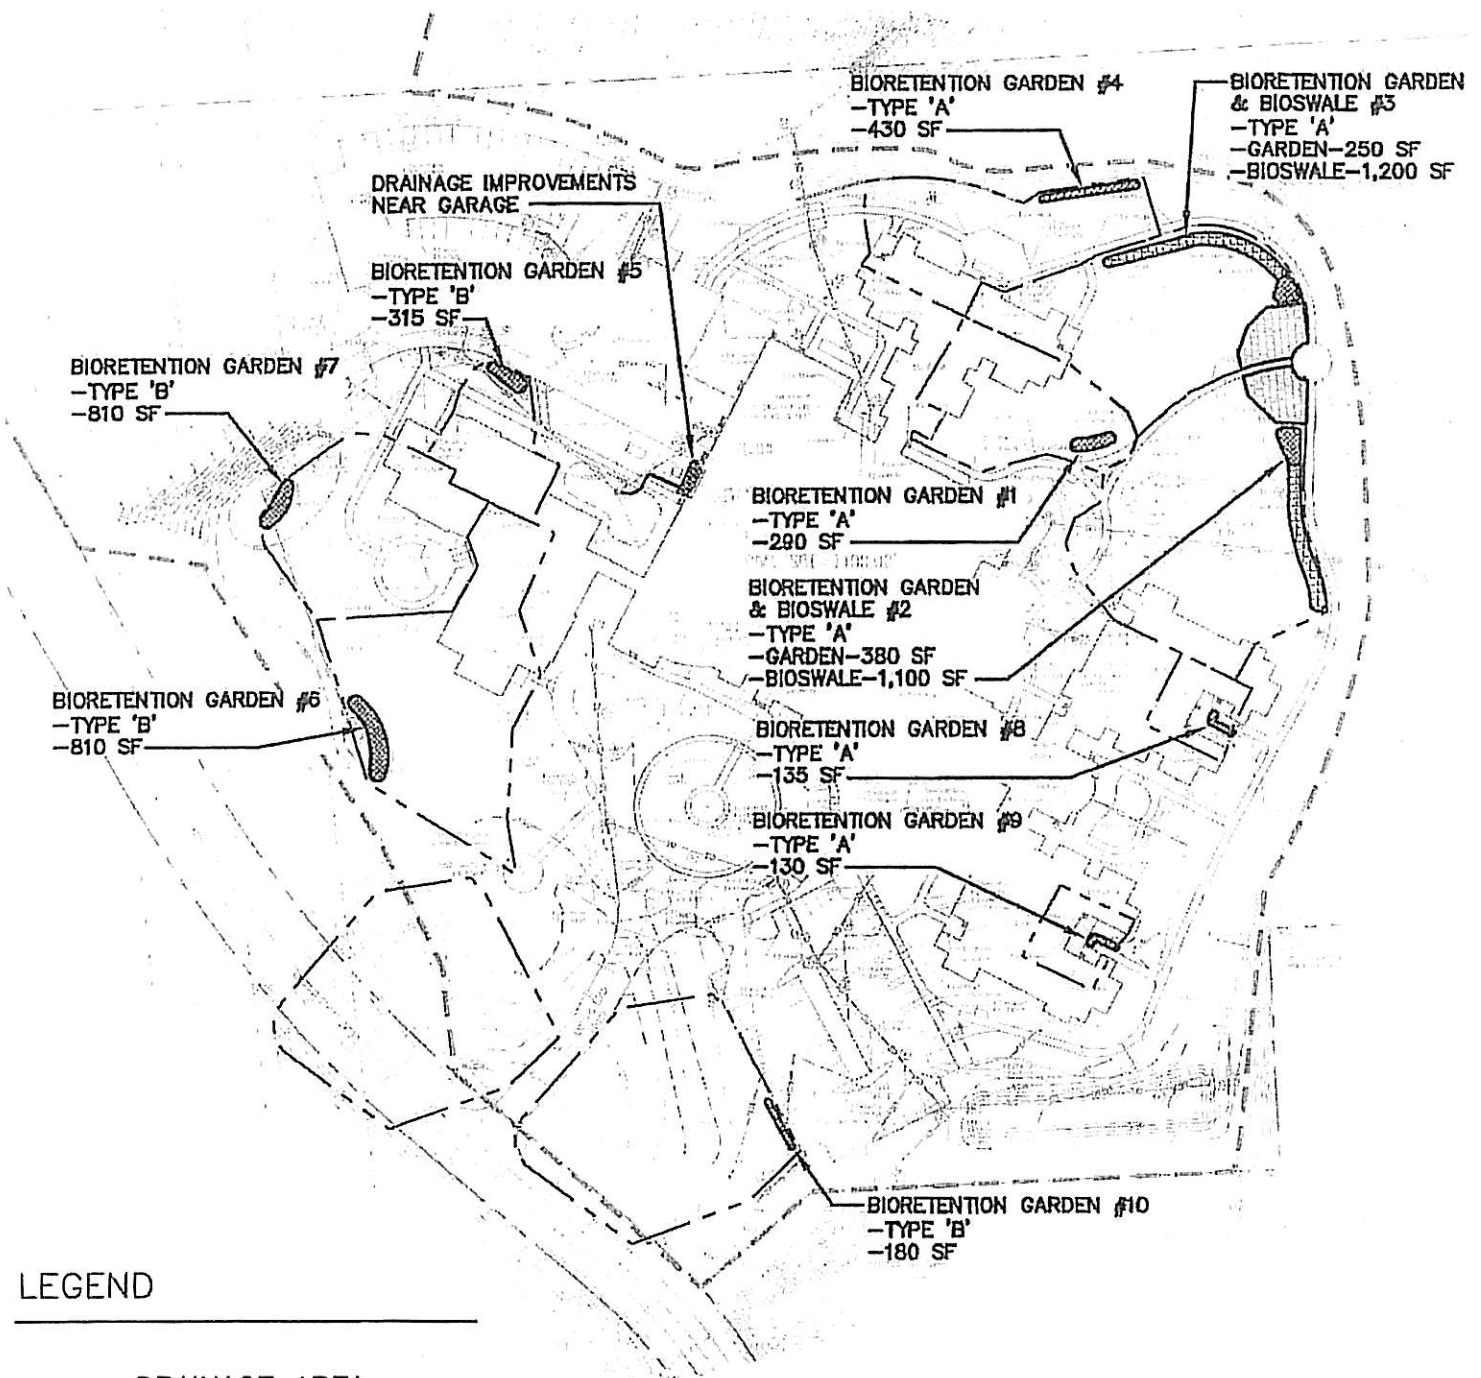 BIORETENTION GARDEN #4
-TYPE 'A'
-430 SF
BIORETENTION GARDEN
& BIOSWALE #3
-TYPE 'A'
-GARDEN-250 SF
-BIOSWALE-1,200 SF
DRAINAGE IMPROVEMENTS
NEAR GARAGE
BIORETENTION GARDEN #5
-TYPE 'B'
-315 SF
BIORETENTION GARDEN #7
-TYPE 'B'
-810 SF
BIORETENTION GARDEN #1
-TYPE 'A'
-290 SF
BIORETENTION GARDEN
& BIOSWALE #2
-TYPE 'A'
-GARDEN-380 SF
-BIOSWALE-1,100 SF
BIORETENTION GARDEN #6
-TYPE 'B'
-810 SF
BIORETENTION GARDEN #8
-TYPE 'A'
-135 SF
BIORETENTION GARDEN #9
-TYPE 'A'
-130 SF
BIORETENTION GARDEN #10
-TYPE 'B'
-180 SF
LEGEND